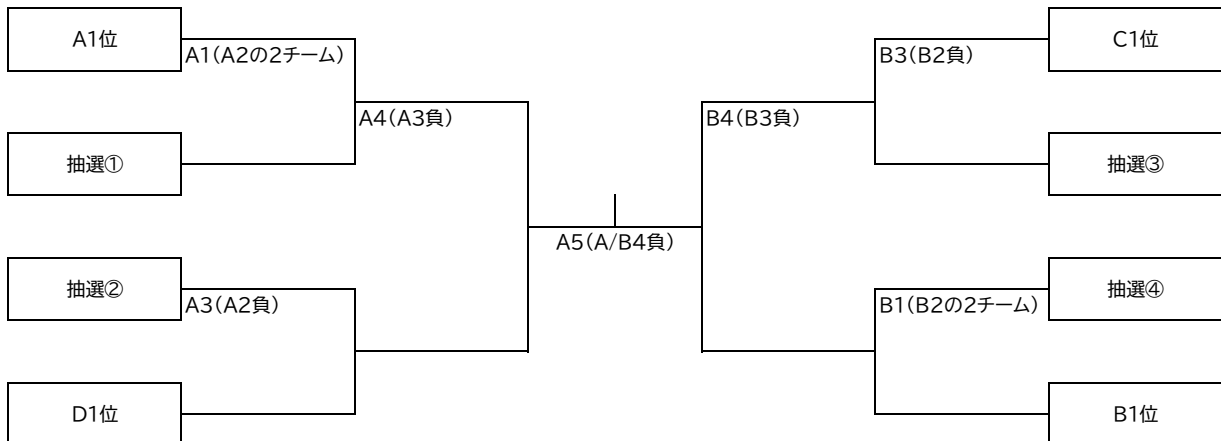 A1位
C1位
A1(A2の2チーム)
B3(B2負)
A4(A3負)
B4(B3負)
抽選①
抽選③
A5(A/B4負)
抽選②
抽選④
A3(A2負)
B1(B2の2チーム)
D1位
B1位